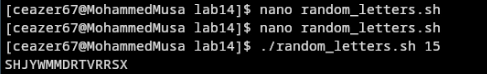 [ceazer67@MohammedMusa lab14]$ nano random_letters.sh
[ceazer67@MohammedMusa lab14]$ nano random_letters.sh
[ceazer67@MohammedMusa lab14]$ ./random_letters.sh 15
SHJYWMMDRTVRRSX